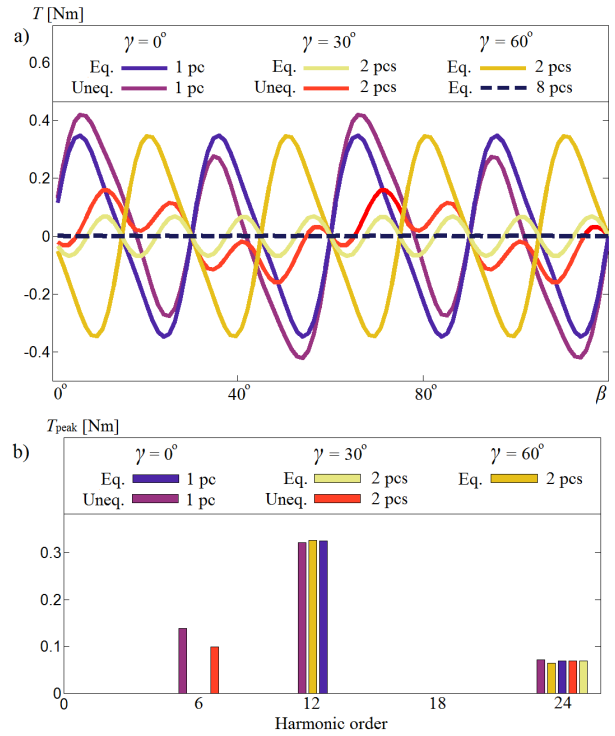 T [Nm]
a)
γ = 0° γ = 30° γ = 60°
Eq. 1 pc Eq. 2 pcs Eq. 2 pcs
Uneq. 1 pc Uneq. 2 pcs Eq. 8 pcs
0.6
0.4
0.2
0
-0.2
-0.4
0° 40° 80° β
T peak [Nm]
b)
γ = 0° γ = 30° γ = 60°
Eq. 1 pc Eq. 2 pcs Eq. 2 pcs
Uneq. 1 pc Uneq. 2 pcs
0.3
0.2
0.1
0
0 6 12 18 24
Harmonic order